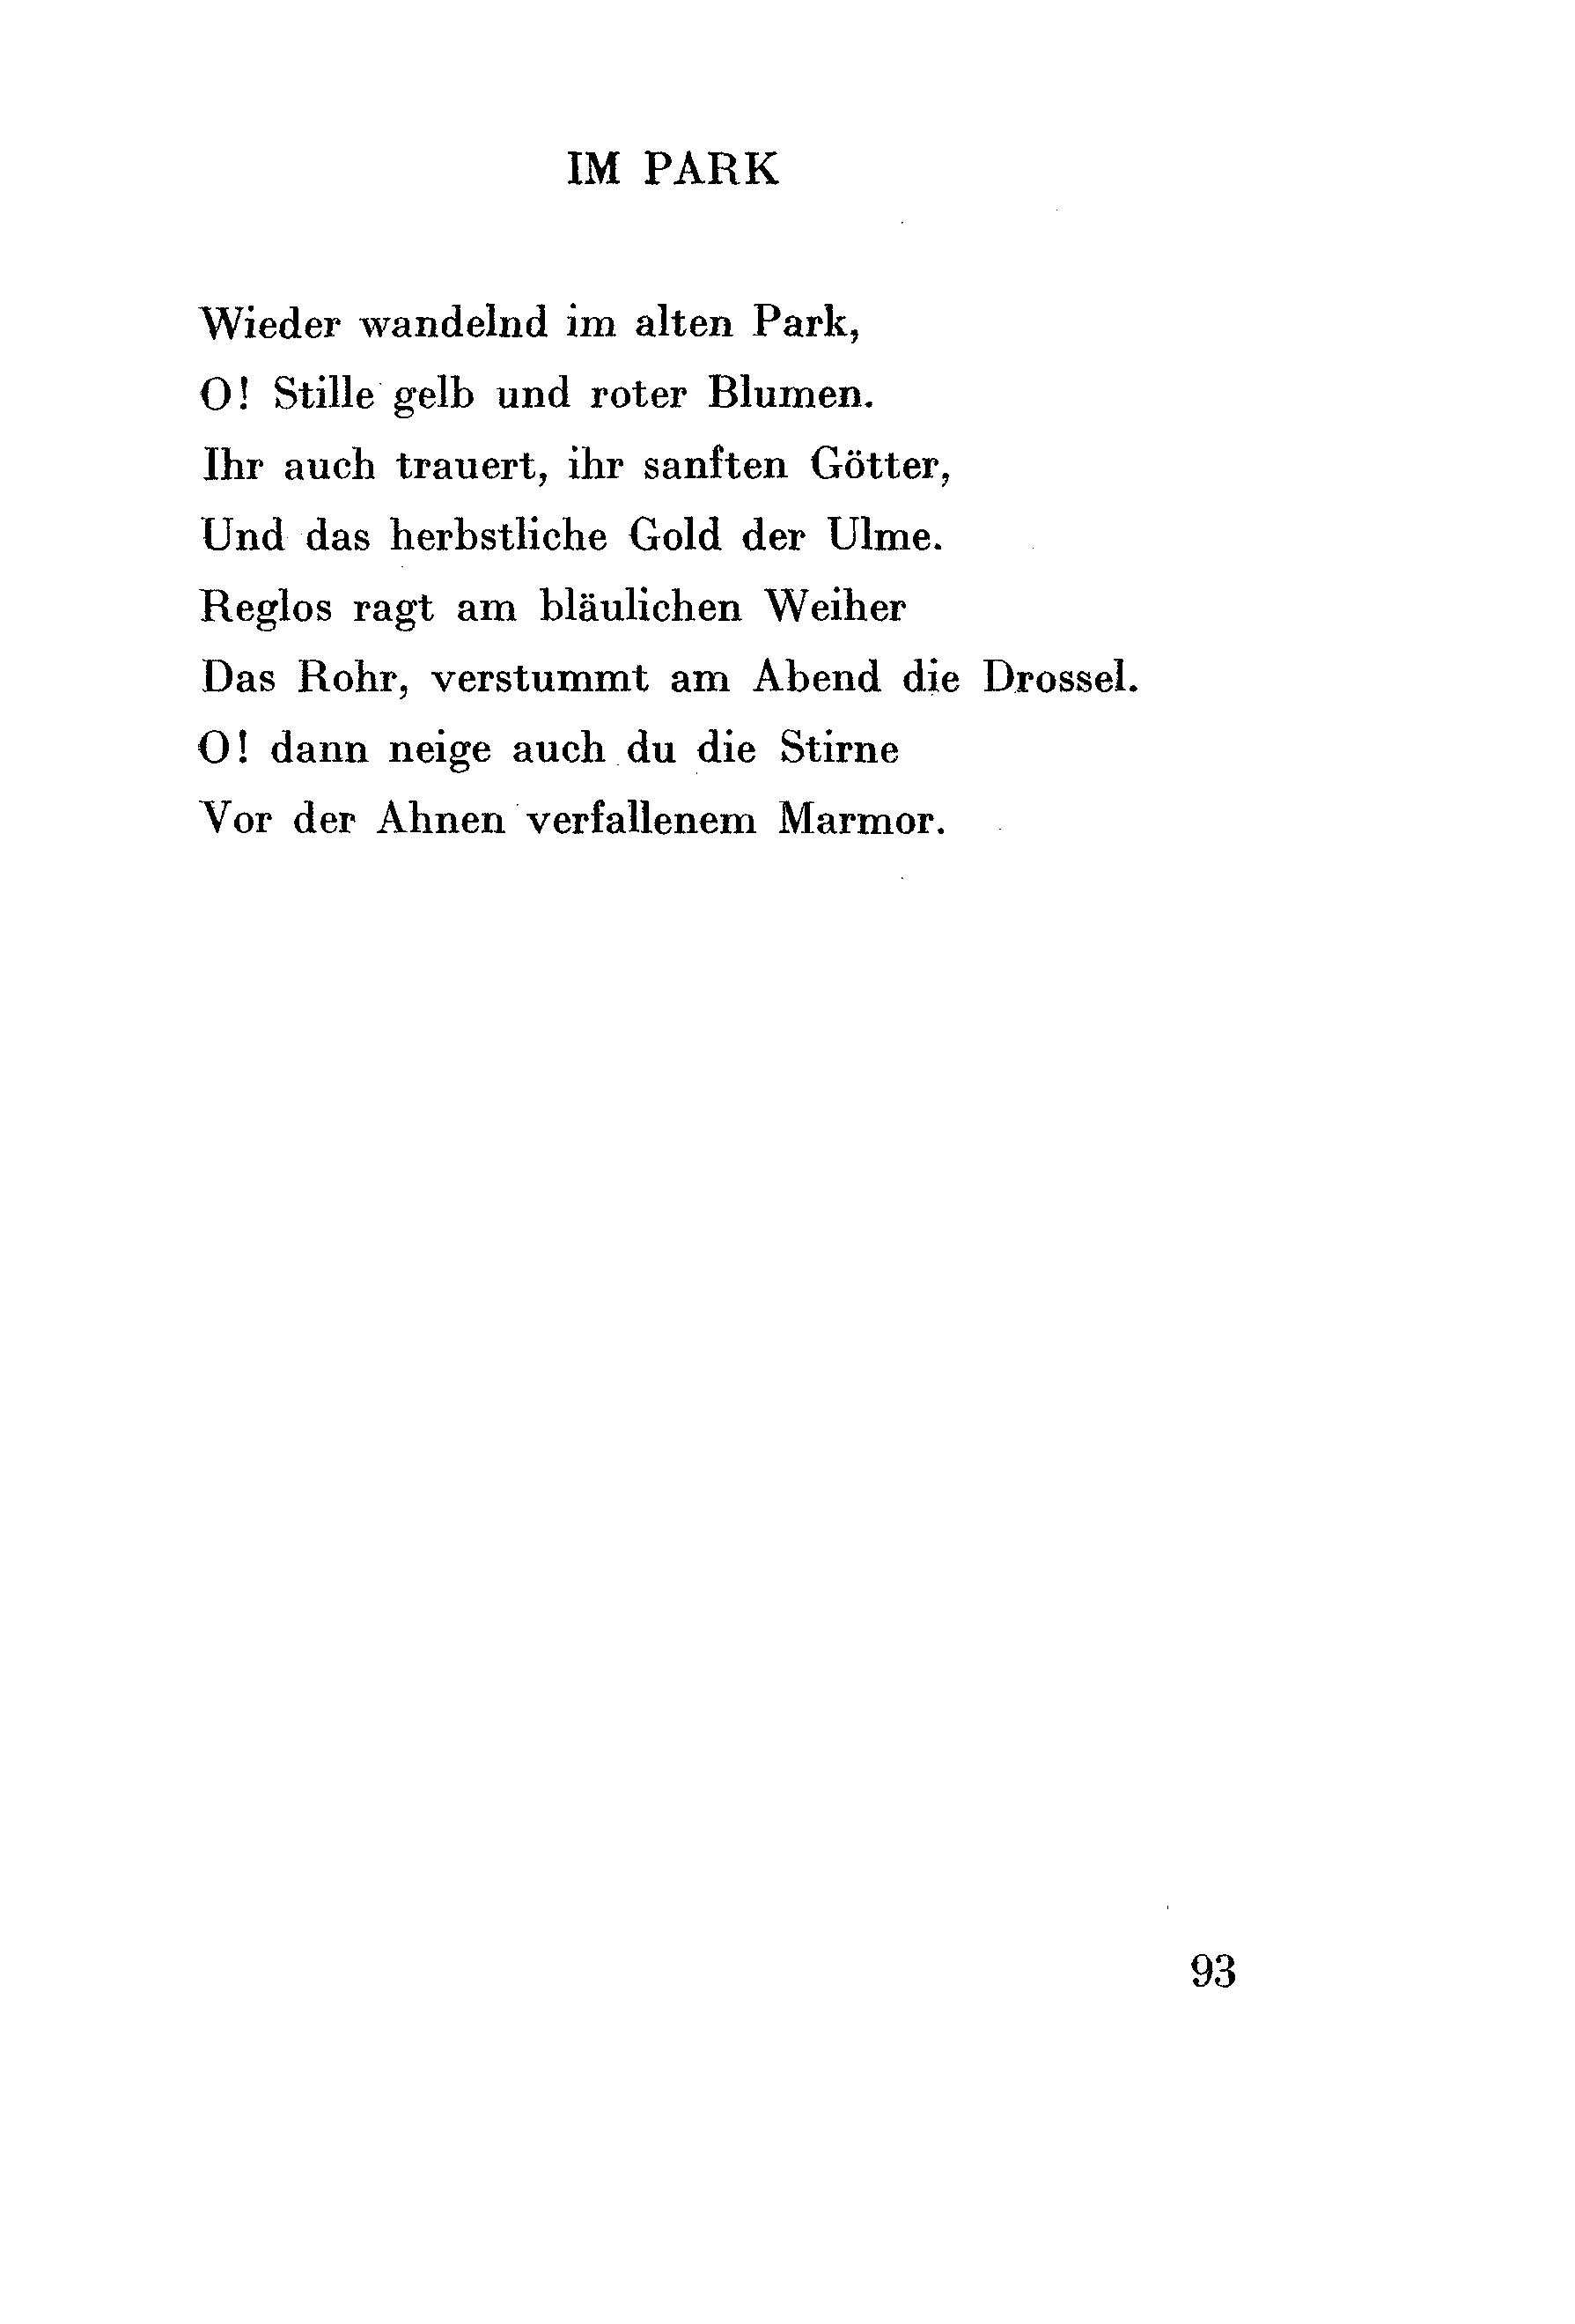 IM PARK
Wieder wandelnd im alten Park,
O! Stille gelb und roter Blumen.
Ihr auch trauert, ihr sanften Götter,
Und das herbstliche Gold der Ulme.
Reglos ragt am bläulichen Weiher
Das Rohr, verstummt am Abend die Drossel.
O! dann neige auch du die Stirne
Vor der Ahnen verfallenem Marmor.
93